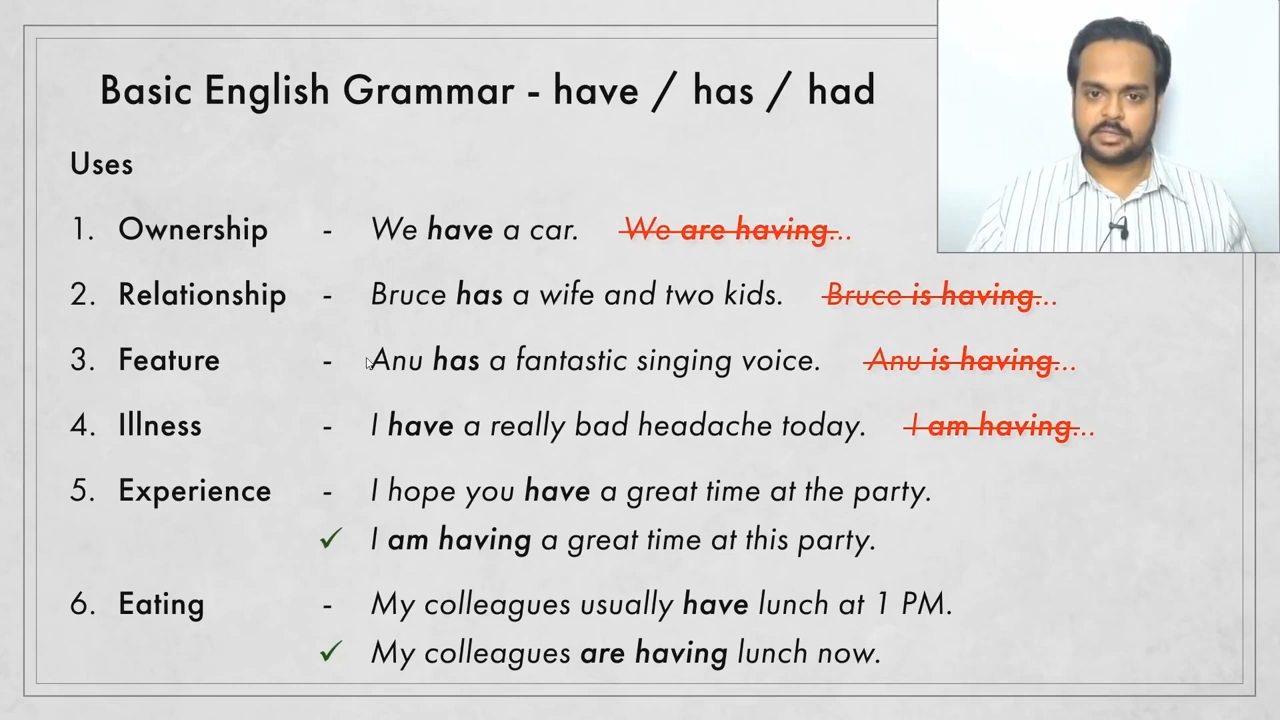 Basic English Grammar - have / has / had
Uses
1. Ownership - We have a car. We are having...
2. Relationship - Bruce has a wife and two kids. Bruce is having...
3. Feature - Anu has a fantastic singing voice. Anu is having...
4. Illness - I have a really bad headache today. I am having...
5. Experience - I hope you have a great time at the party.
✓ I am having a great time at this party.
6. Eating - My colleagues usually have lunch at 1 PM.
✓ My colleagues are having lunch now.